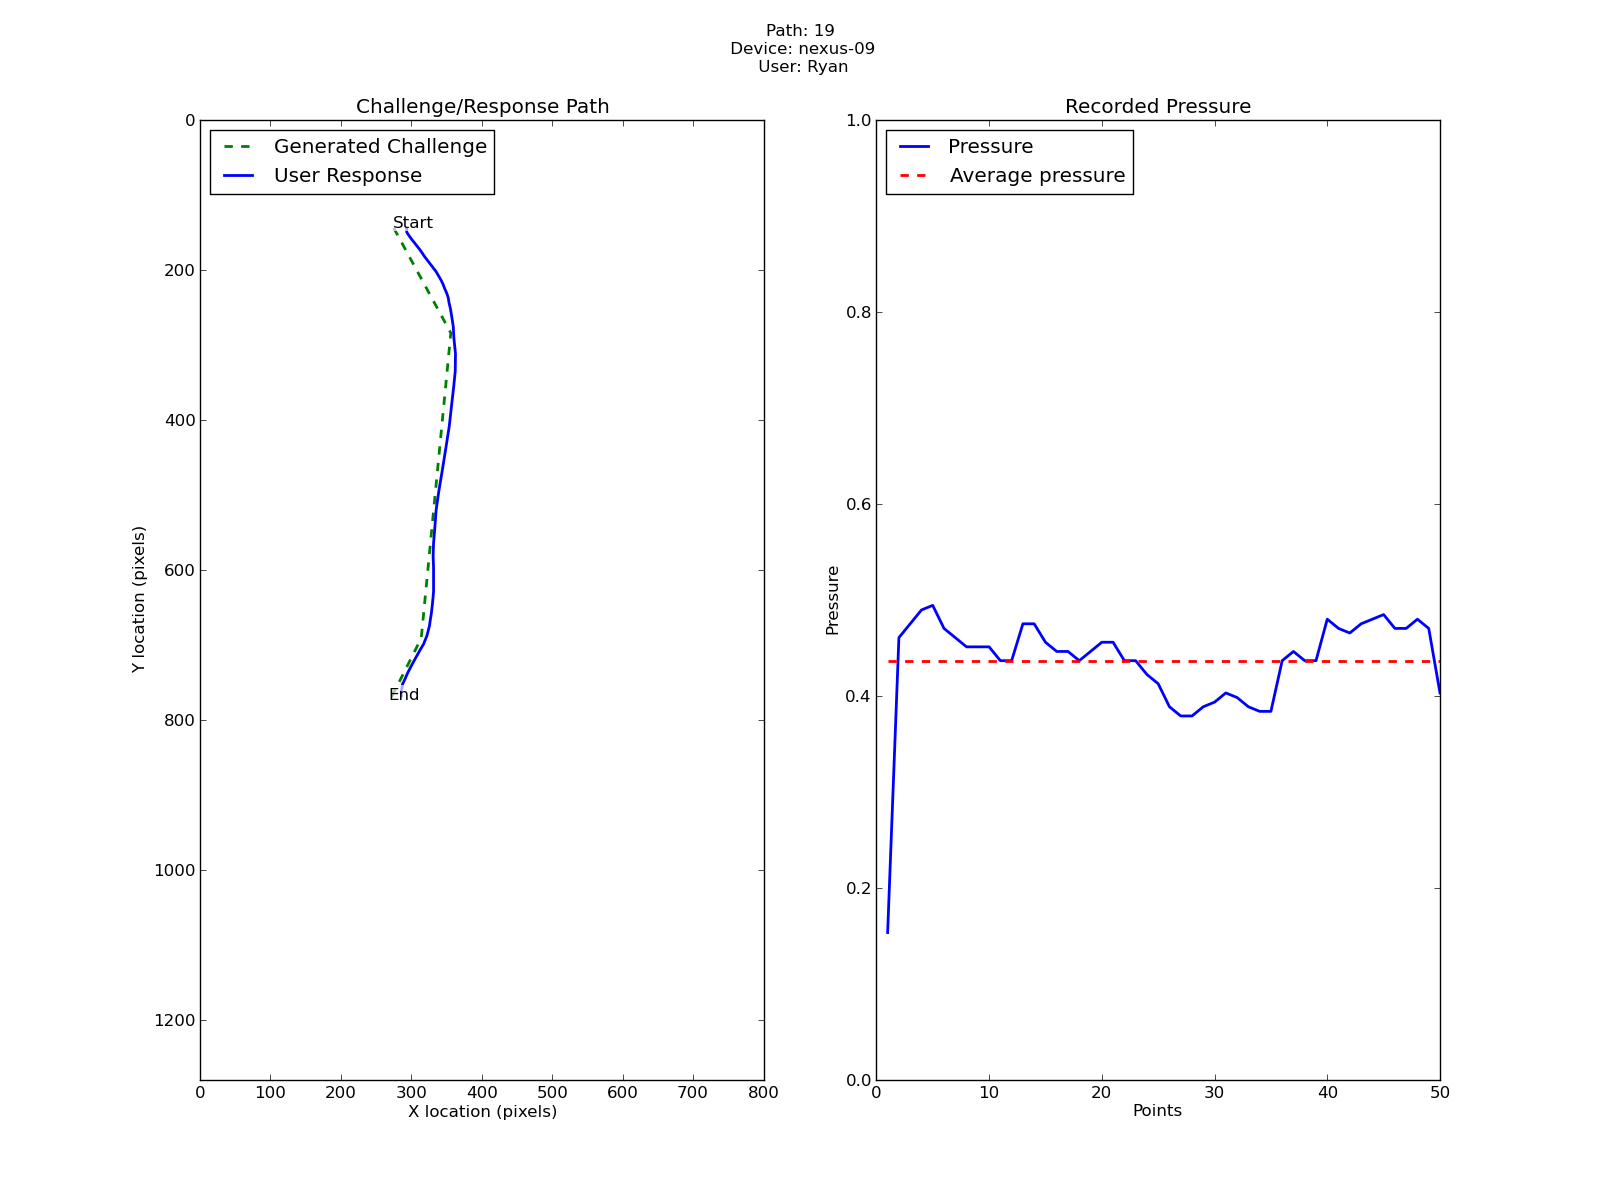 Path: 19
Device: nexus-09
User: Ryan
Challenge/Response Path
Generated Challenge
User Response
Start
End
0
200
400
600
800
1000
1200
Y location (pixels)
0 100 200 300 400 500 600 700 800
X location (pixels)
Recorded Pressure
Pressure
Average pressure
1.0
0.8
0.6
0.4
0.2
0.0
Pressure
0 10 20 30 40 50
Points